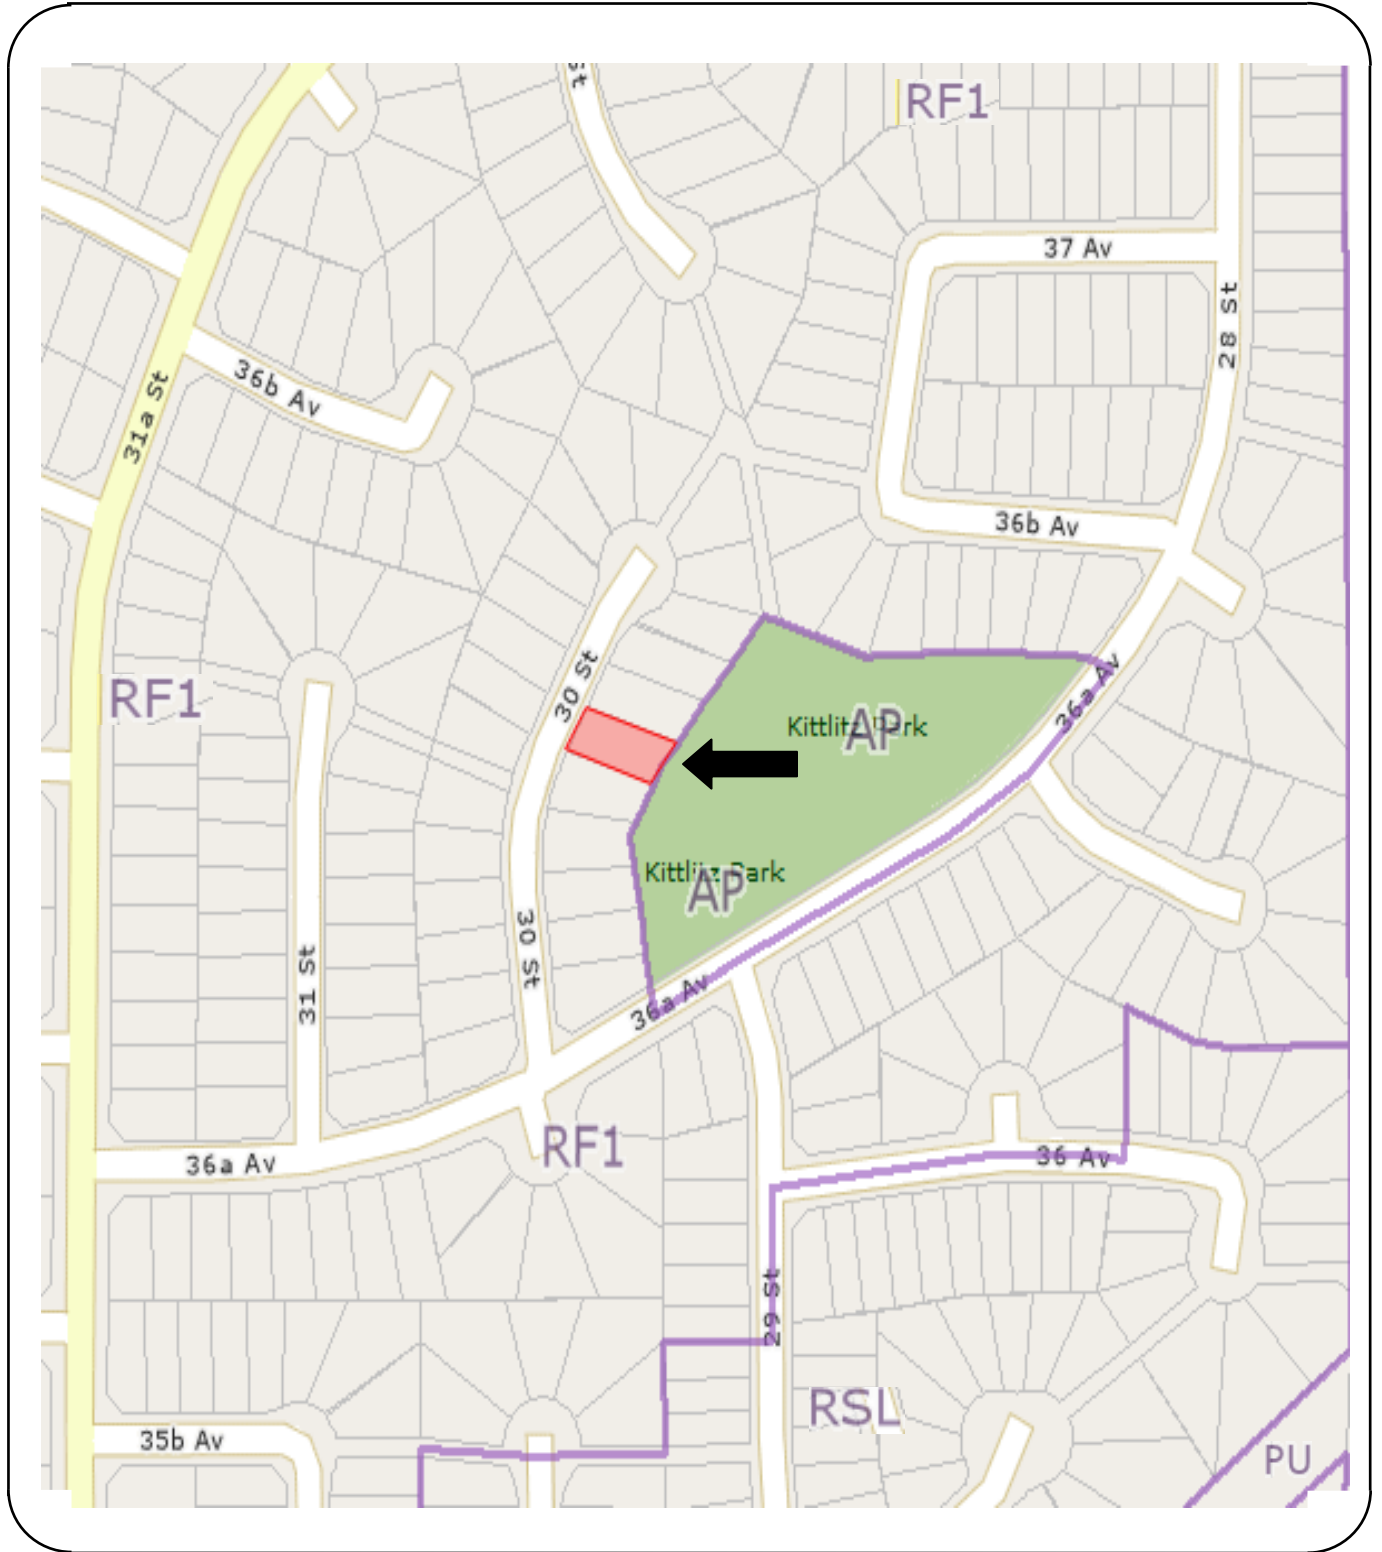 St
RF1
37 Av
28 St
36b Av
31a St
36b Av
30 St
36a Av
RF1
Kittlitz Park
AP
Kittlitz Park
AP
30 St
31 St
36a Av
RF1
36a Av
36 Av
29 St
RSL
35b Av
PU